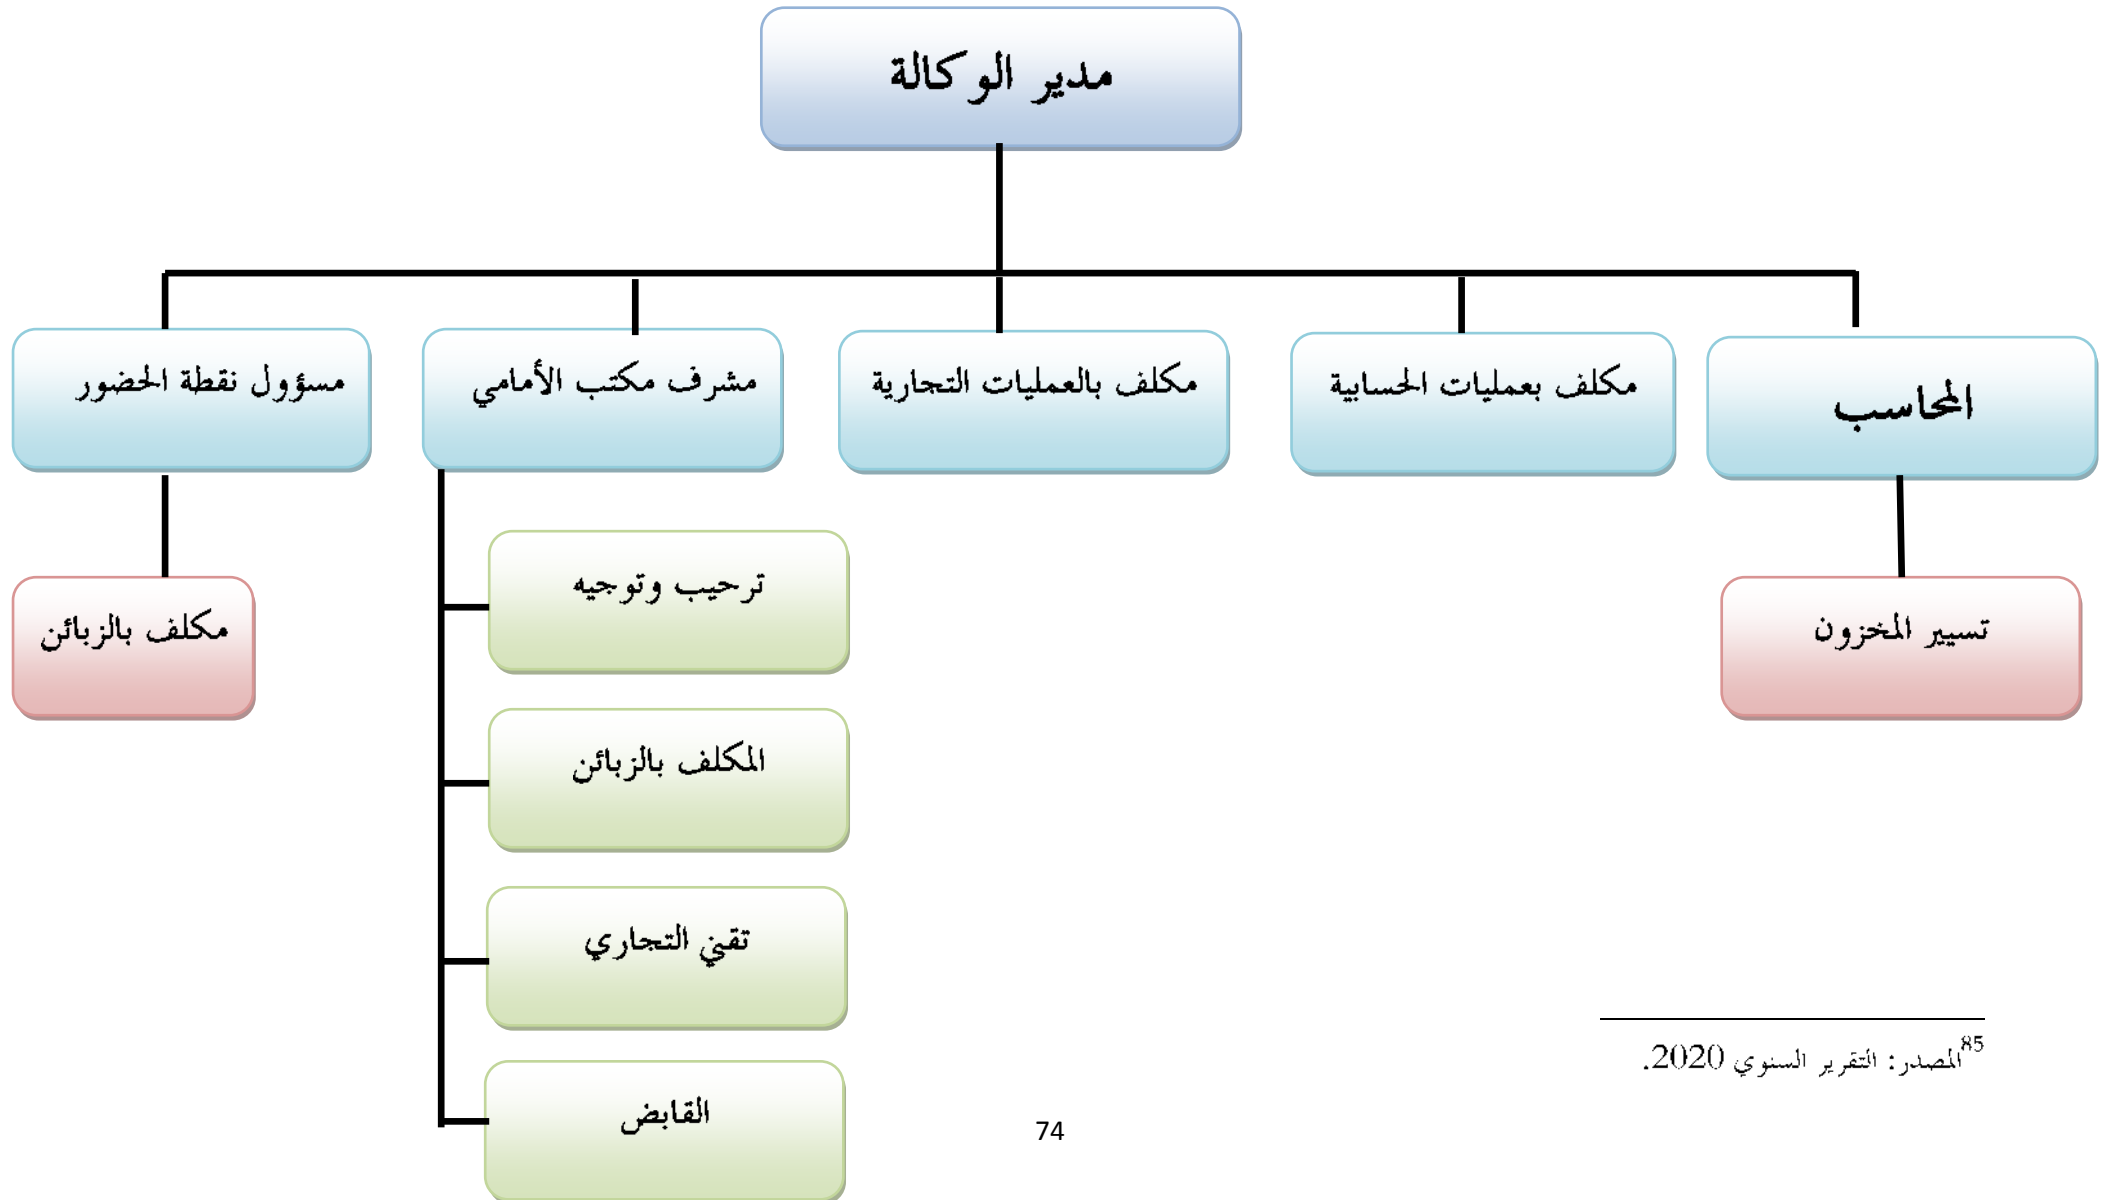 مدير الوكالة
المحاسب
مكلف بعمليات الحسابية
مكلف بالعمليات التجارية
مشرف مكتب الأمامي
مسؤول نقطة الحضور
تسيير المخزون
ترحيب وتوجيه
المكلف بالزبائن
تقني التجاري
القابض
مكلف بالزبائن
85المصدر: التقرير السنوي 2020.
74